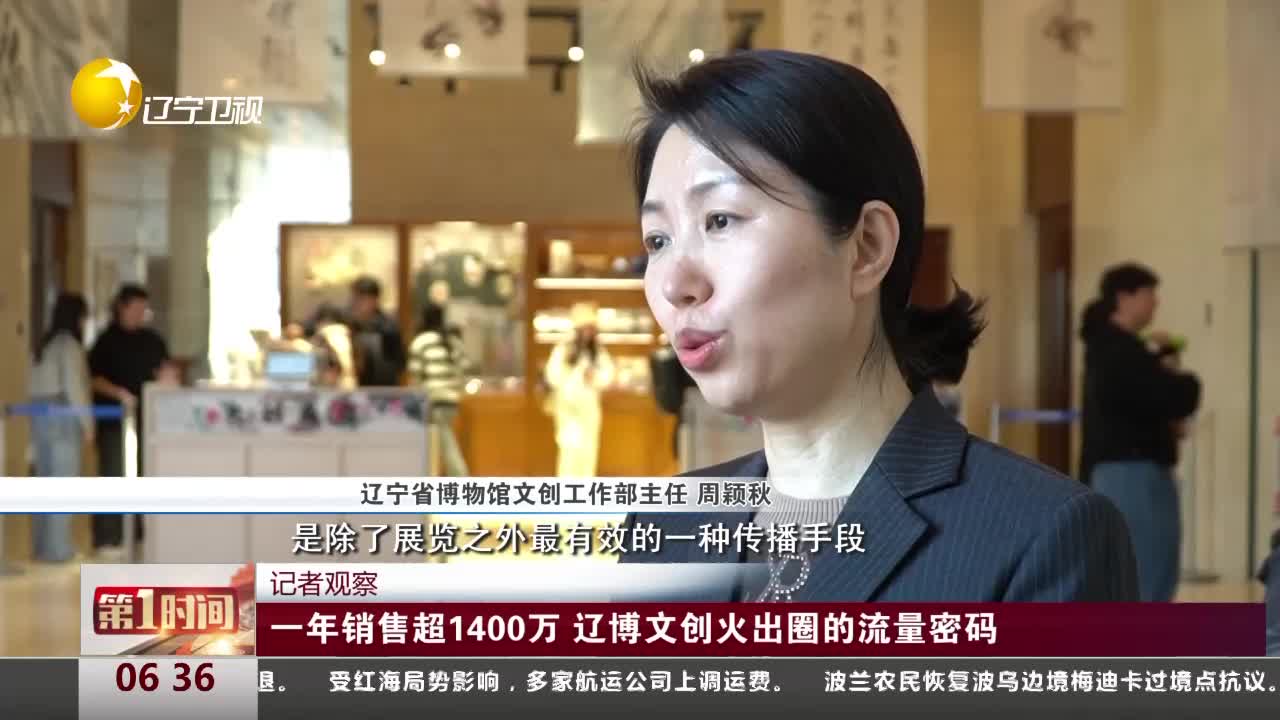 辽宁卫视
辽宁省博物馆文创工作部主任 周颖秋
是除了展览之外最有效的一种传播手段
记者观察
第1时间
一年销售超1400万 辽博文创火出圈的流量密码
06 36
退。 受红海局势影响，多家航运公司上调运费。 波兰农民恢复波乌边境梅迪卡过境点抗议。